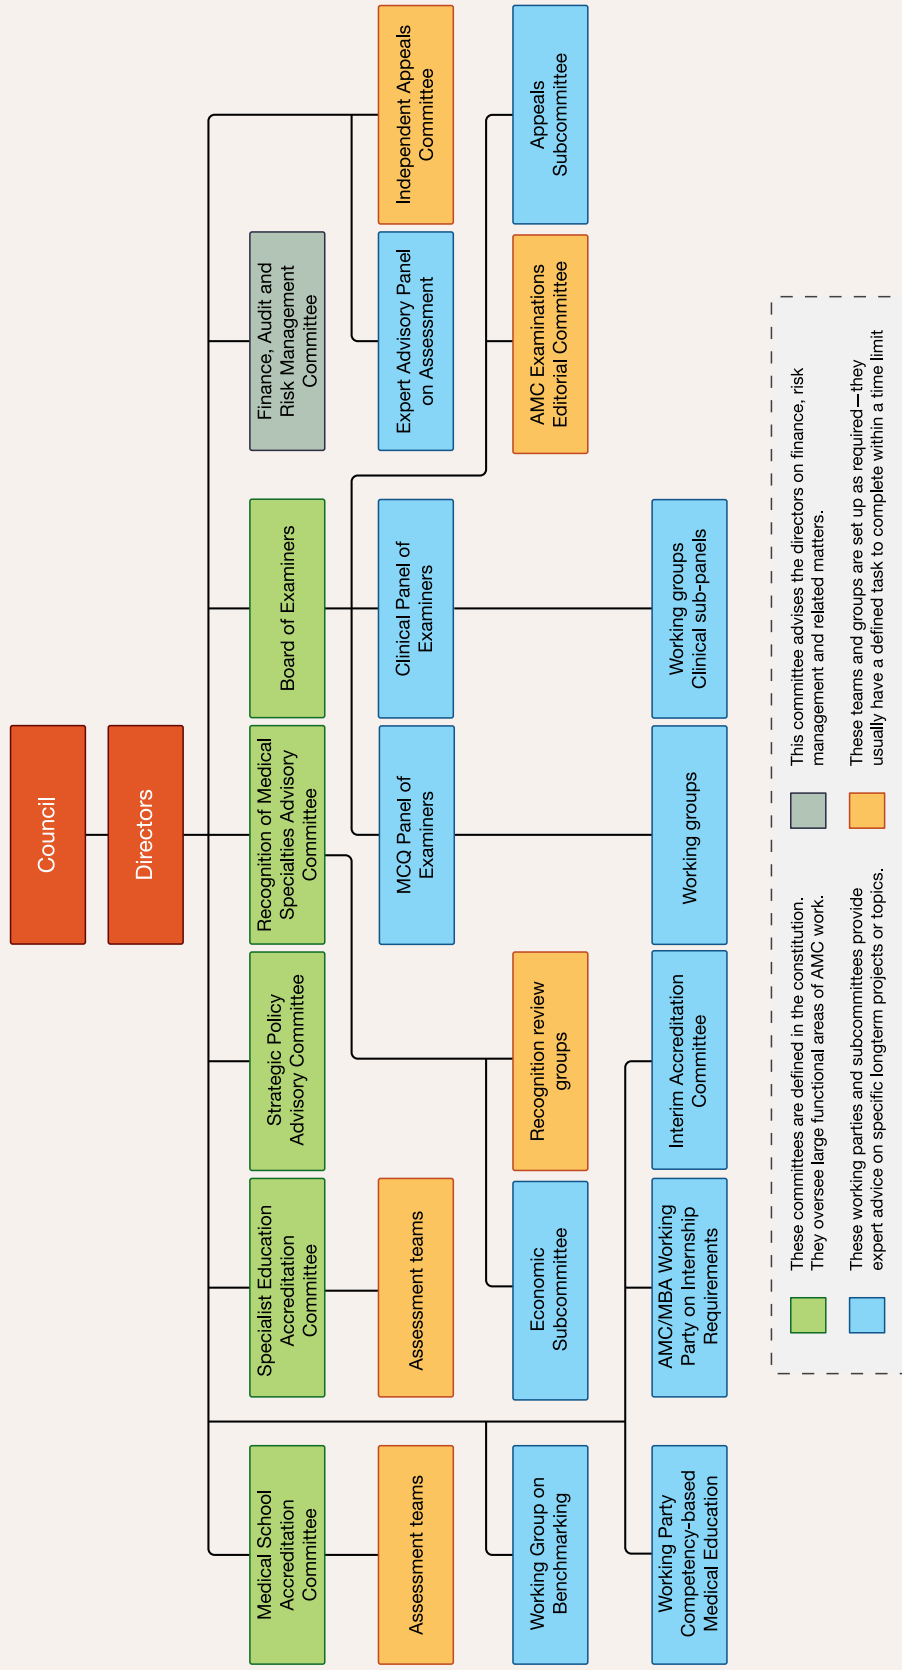 Council
Directors
Medical School
Accreditation
Committee
Specialist Education
Accreditation
Committee
Strategic Policy
Advisory Committee
Recognition of Medical
Specialties Advisory
Committee
Board of Examiners
Finance, Audit and
Risk Management
Committee
Assessment teams
Assessment teams
MCQ Panel of
Examiners
Clinical Panel of
Examiners
Expert Advisory Panel
on Assessment
Independent Appeals
Committee
Working Group on
Benchmarking
Economic
Subcommittee
Recognition review
groups
AMC Examinations
Editorial Committee
Appeals
Subcommittee
Working Party
Competency-based
Medical Education
AMC/MBA Working
Party on Internship
Requirements
Interim Accreditation
Committee
Working groups
Working groups
Clinical sub-panels
These committees are defined in the constitution.
They oversee large functional areas of AMC work.
These working parties and subcommittees provide
expert advice on specific longterm projects or topics.
This committee advises the directors on finance, risk
management and related matters.
These teams and groups are set up as required—they
usually have a defined task to complete within a time limit